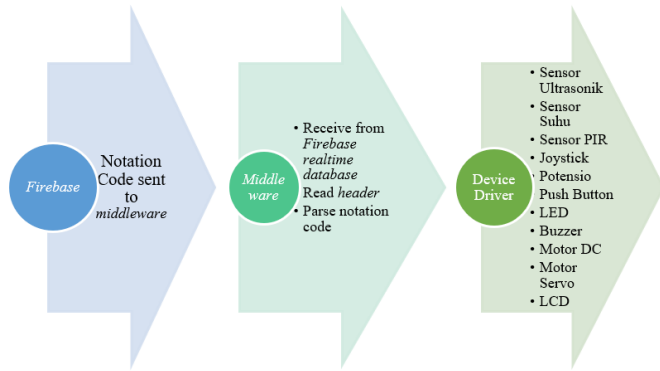 Firebase
Notation
Code sent
to
middleware
Middle
ware
• Receive from
Firebase
realtime
database
• Read header
• Parse notation
code
Device
Driver
• Sensor
Ultrasonik
• Sensor
Suhu
• Sensor PIR
• Joystick
• Potensio
• Push Button
• LED
• Buzzer
• Motor DC
• Motor
Servo
• LCD